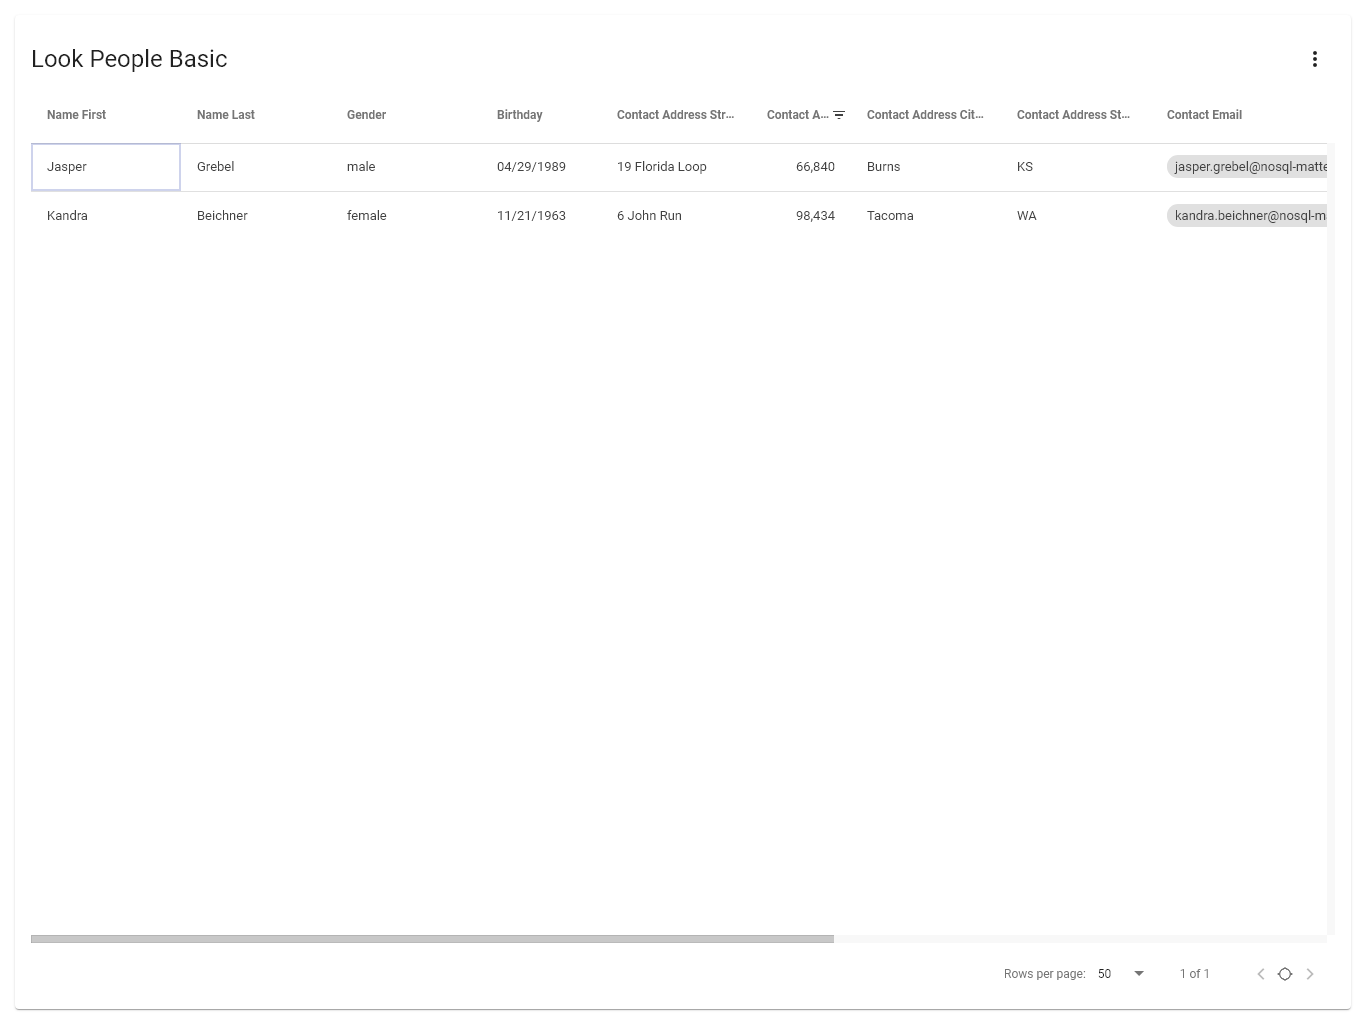 Look People Basic
Name First Name Last Gender Birthday Contact Address Str... Contact A... Contact Address Cit... Contact Address St... Contact Email
Jasper Grebel male 04/29/1989 19 Florida Loop 66,840 Burns KS jasper.grebel@nosql-matte
Kandra Beichner female 11/21/1963 6 John Run 98,434 Tacoma WA kandra.beichner@nosql-m
Rows per page: 50 1 of 1